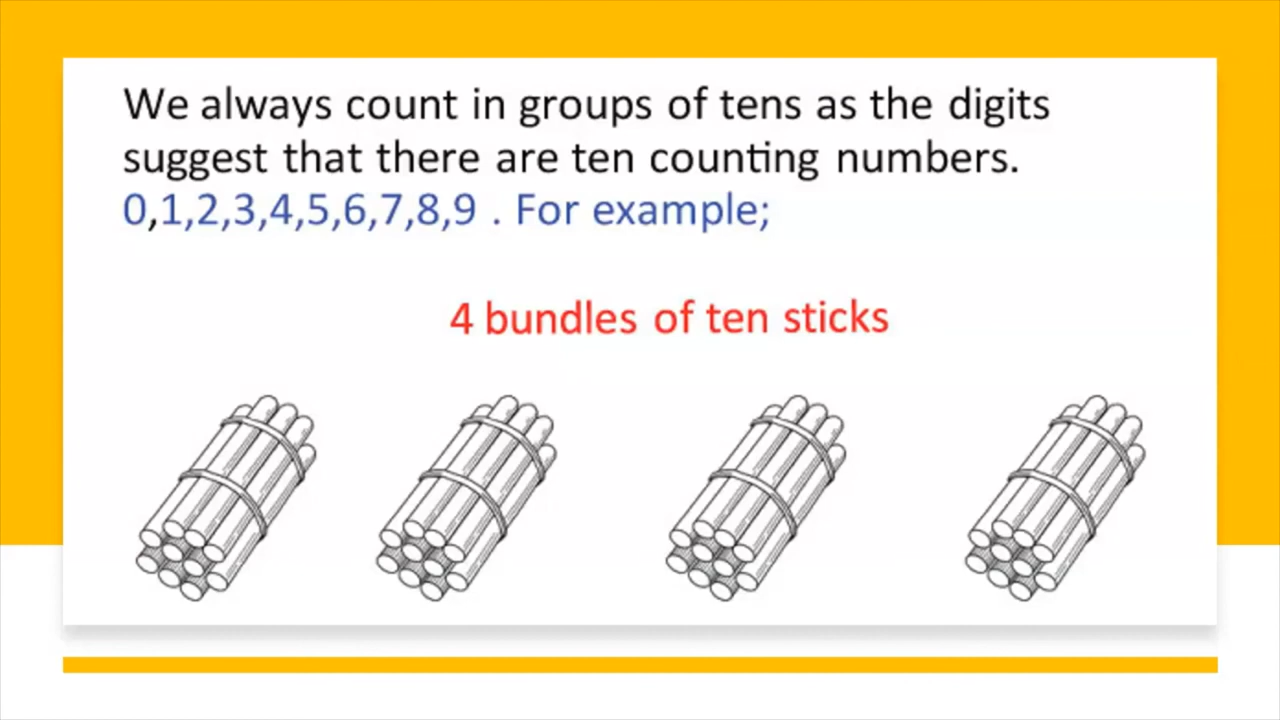 We always count in groups of tens as the digits
suggest that there are ten counting numbers.
0,1,2,3,4,5,6,7,8,9 . For example;
4 bundles of ten sticks